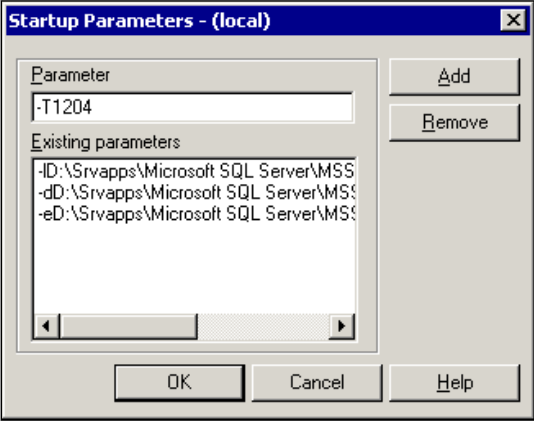 Startup Parameters - (local)
Parameter
-T1204
Add
Remove
Existing parameters
-lD:\Srvapps\Microsoft SQL Server\MSS
-dD:\Srvapps\Microsoft SQL Server\MSS
-eD:\Srvapps\Microsoft SQL Server\MSS
OK
Cancel
Help